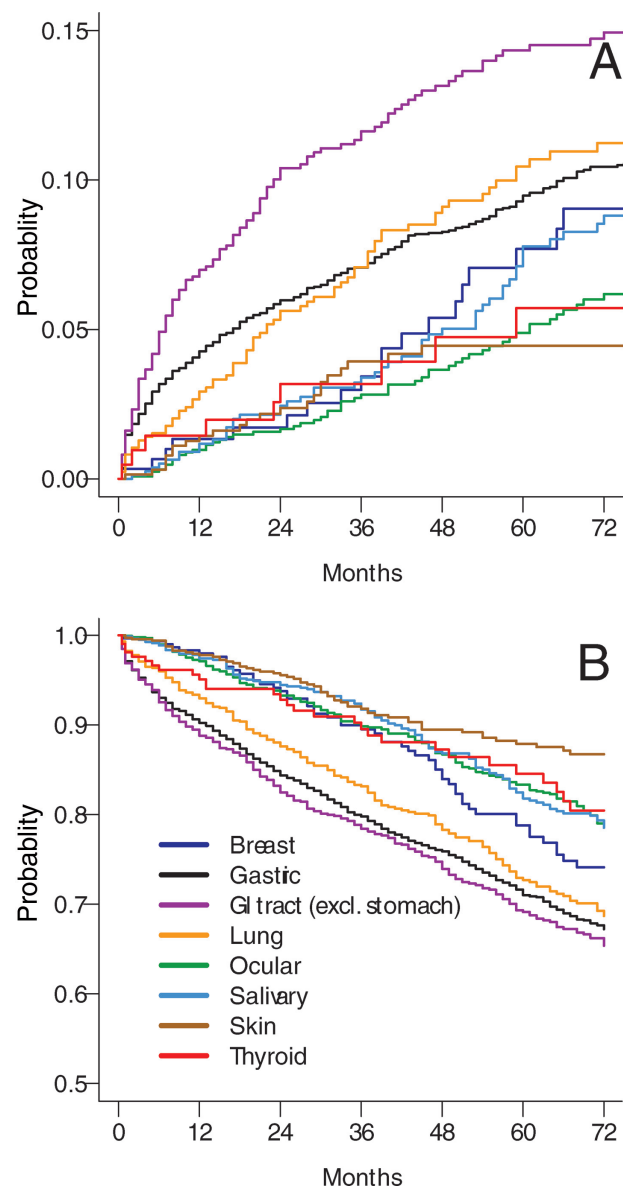 0.15
A
0.10
0.05
0.00
Probablity
0 12 24 36 48 60 72
Months
1.0
B
0.9
0.8
0.7
0.6
0.5
Probablity
Breast
Gastric
GI tract (excl. stomach)
Lung
Ocular
Salivary
Skin
Thyroid
0 12 24 36 48 60 72
Months